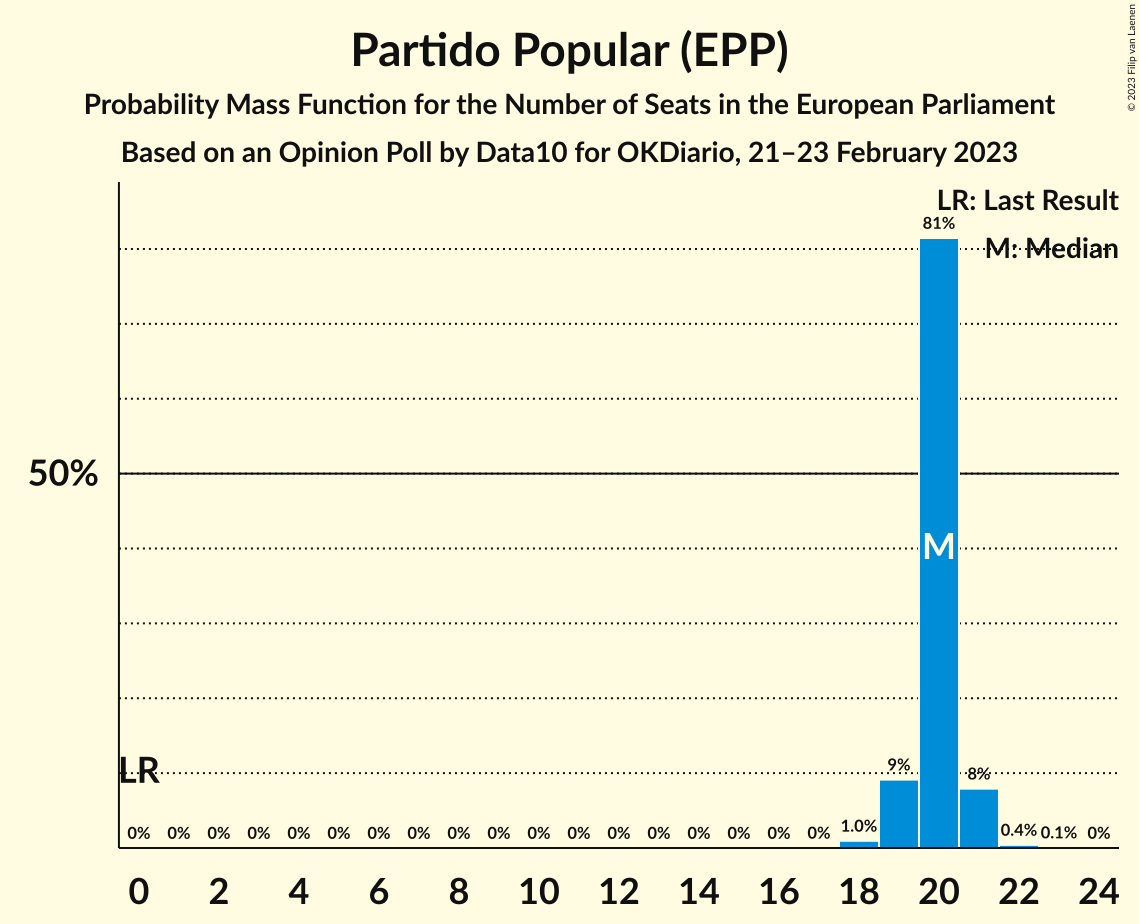 Partido Popular (EPP)
Probability Mass Function for the Number of Seats in the European Parliament
Based on an Opinion Poll by Data10 for OKDiario, 21–23 February 2023
© 2023 Filip van Laenen
LR: Last Result
81%
M: Median
50%
M
LR
9%
8%
0% 0% 0% 0% 0% 0% 0% 0% 0% 0% 0% 0% 0% 0% 0% 0% 0% 0% 1.0% 0.4% 0.1% 0%
0 2 4 6 8 10 12 14 16 18 20 22 24